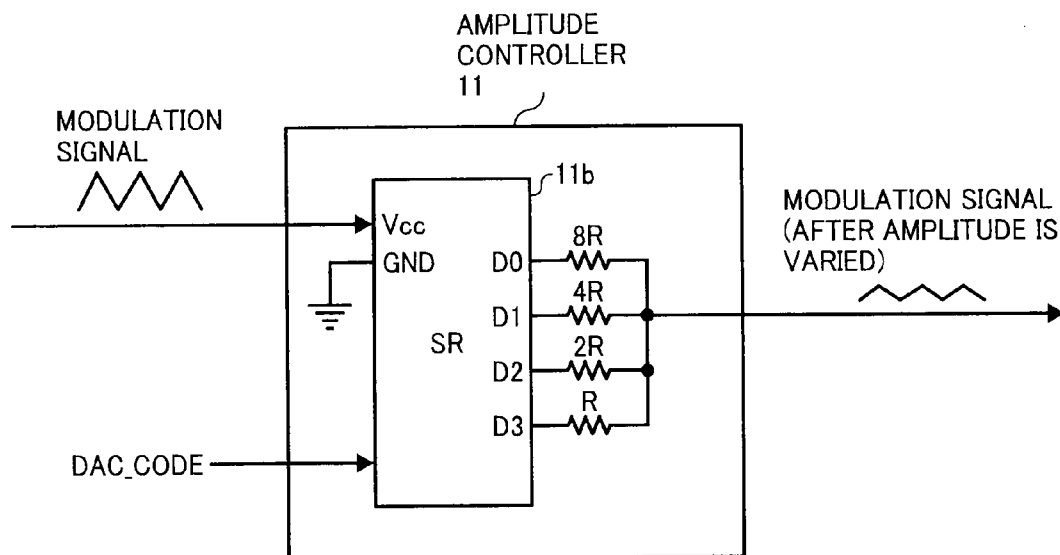 AMPLITUDE
CONTROLLER
11
MODULATION
SIGNAL
11b
Vcc
GND
SR
D0
D1
D2
D3
8R
4R
2R
R
MODULATION SIGNAL
(AFTER AMPLITUDE IS
VARIED)
DAC_CODE